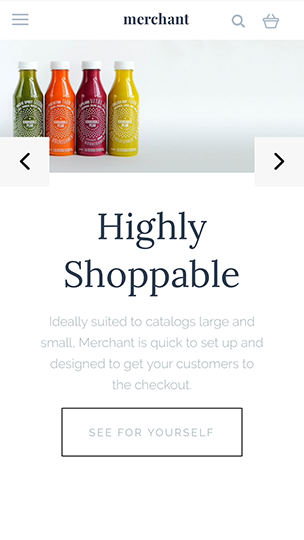 merchant
Highly
Shoppable
Ideally suited to catalogs large and
small, Merchant is quick to set up and
designed to get your customers to
the checkout.
SEE FOR YOURSELF